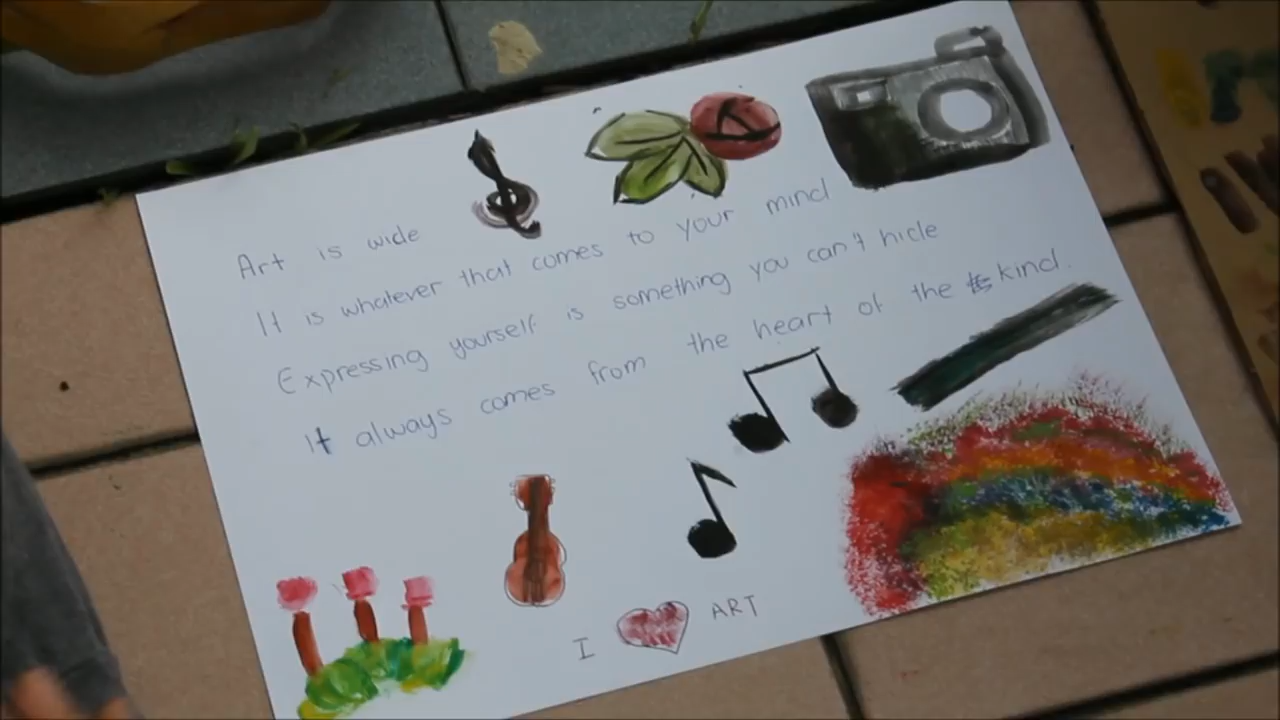 Art is wide
It is whatever that comes to your mind
Expressing yourself is something you can't hide
It always comes from the heart of the kind.
I ART